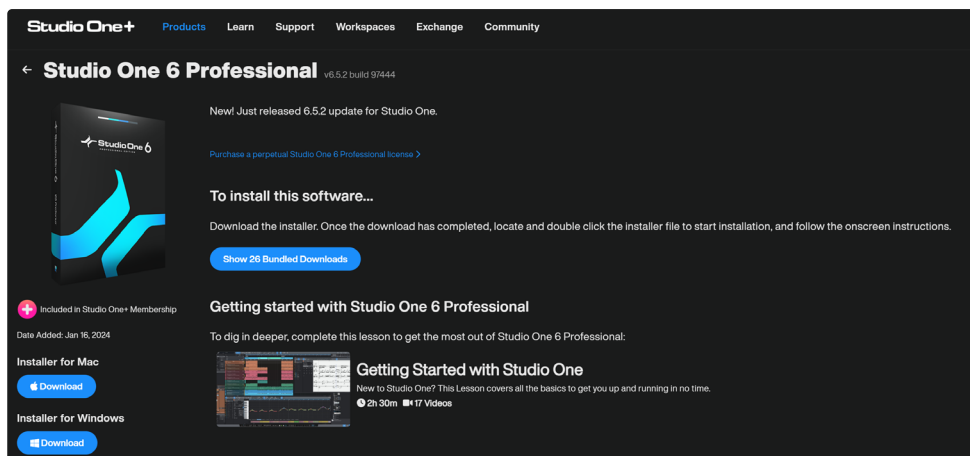 Studio One+
Products Learn Support Workspaces Exchange Community
← Studio One 6 Professional v6.5.2 build 97444
New! Just released 6.5.2 update for Studio One.
Studio One 6
Purchase a perpetual Studio One 6 Professional license >
To install this software...
Download the installer. Once the download has completed, locate and double click the installer file to start installation, and follow the onscreen instructions.
Show 26 Bundled Downloads
Included in Studio One+ Membership
Date Added: Jan 16, 2024
Installer for Mac
Download
Installer for Windows
Download
Getting started with Studio One 6 Professional
To dig in deeper, complete this lesson to get the most out of Studio One 6 Professional:
Getting Started with Studio One
New to Studio One? This Lesson covers all the basics to get you up and running in no time.
2h 30m 17 Videos